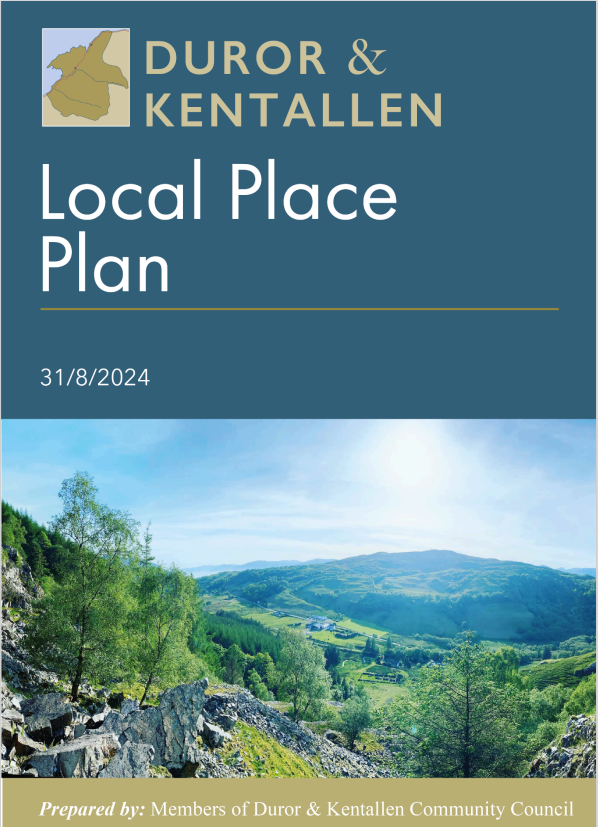 DUROR &
KENTALLEN
Local Place
Plan
31/8/2024
Prepared by: Members of Duror & Kentallen Community Council